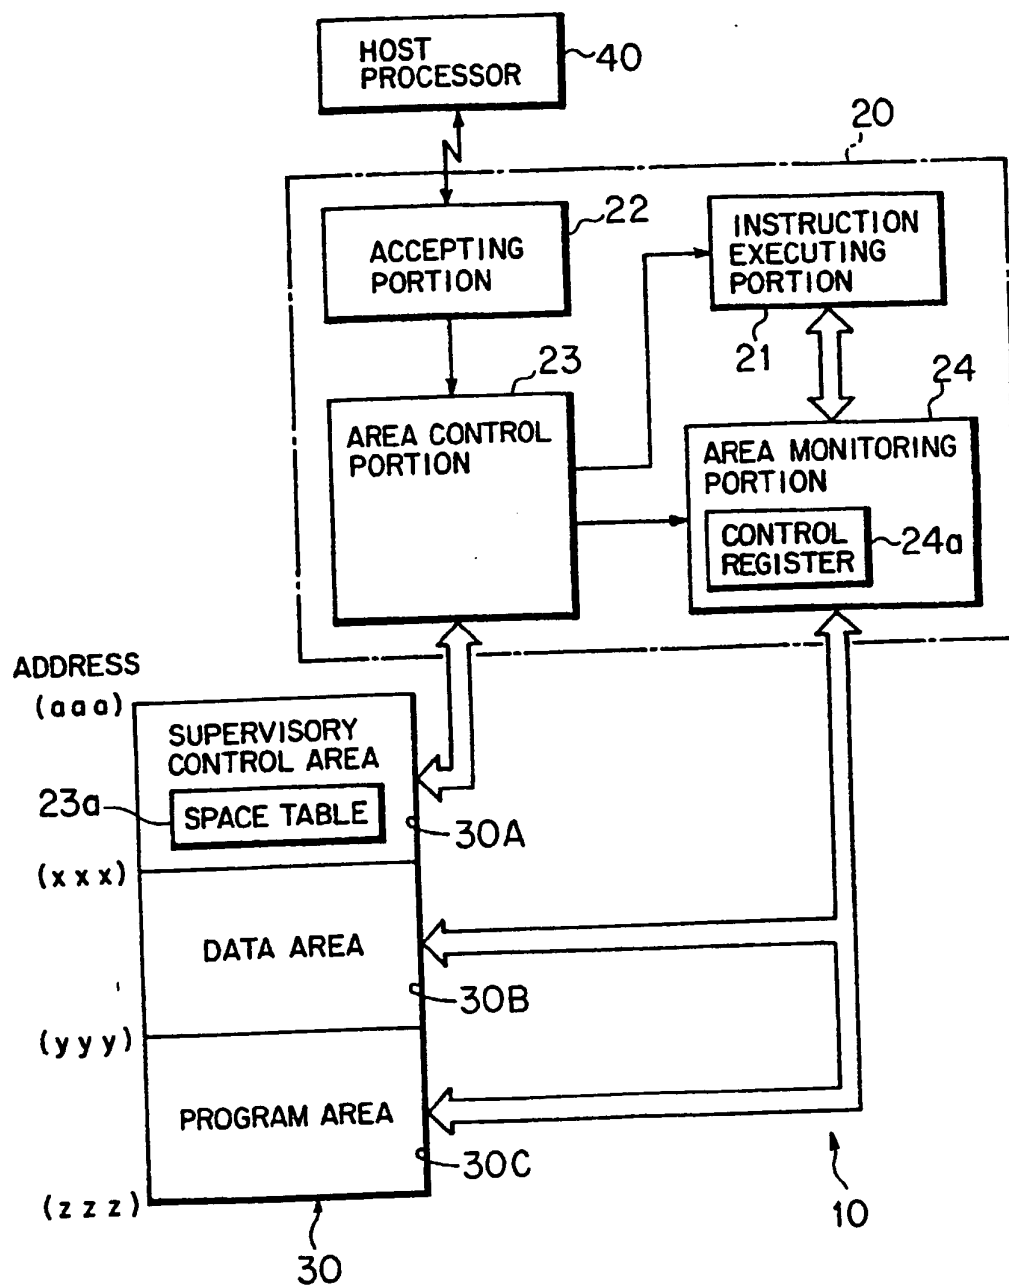 HOST
PROCESSOR
40
20
ACCEPTING
PORTION
22
INSTRUCTION
EXECUTING
PORTION
21
23
AREA CONTROL
PORTION
24
AREA MONITORING
PORTION
CONTROL
REGISTER
24a
ADDRESS
(aaa)
SUPERVISORY
CONTROL AREA
23a
SPACE TABLE
30A
(xxx)
DATA AREA
30B
(yyy)
PROGRAM AREA
30C
(zzz)
30
10